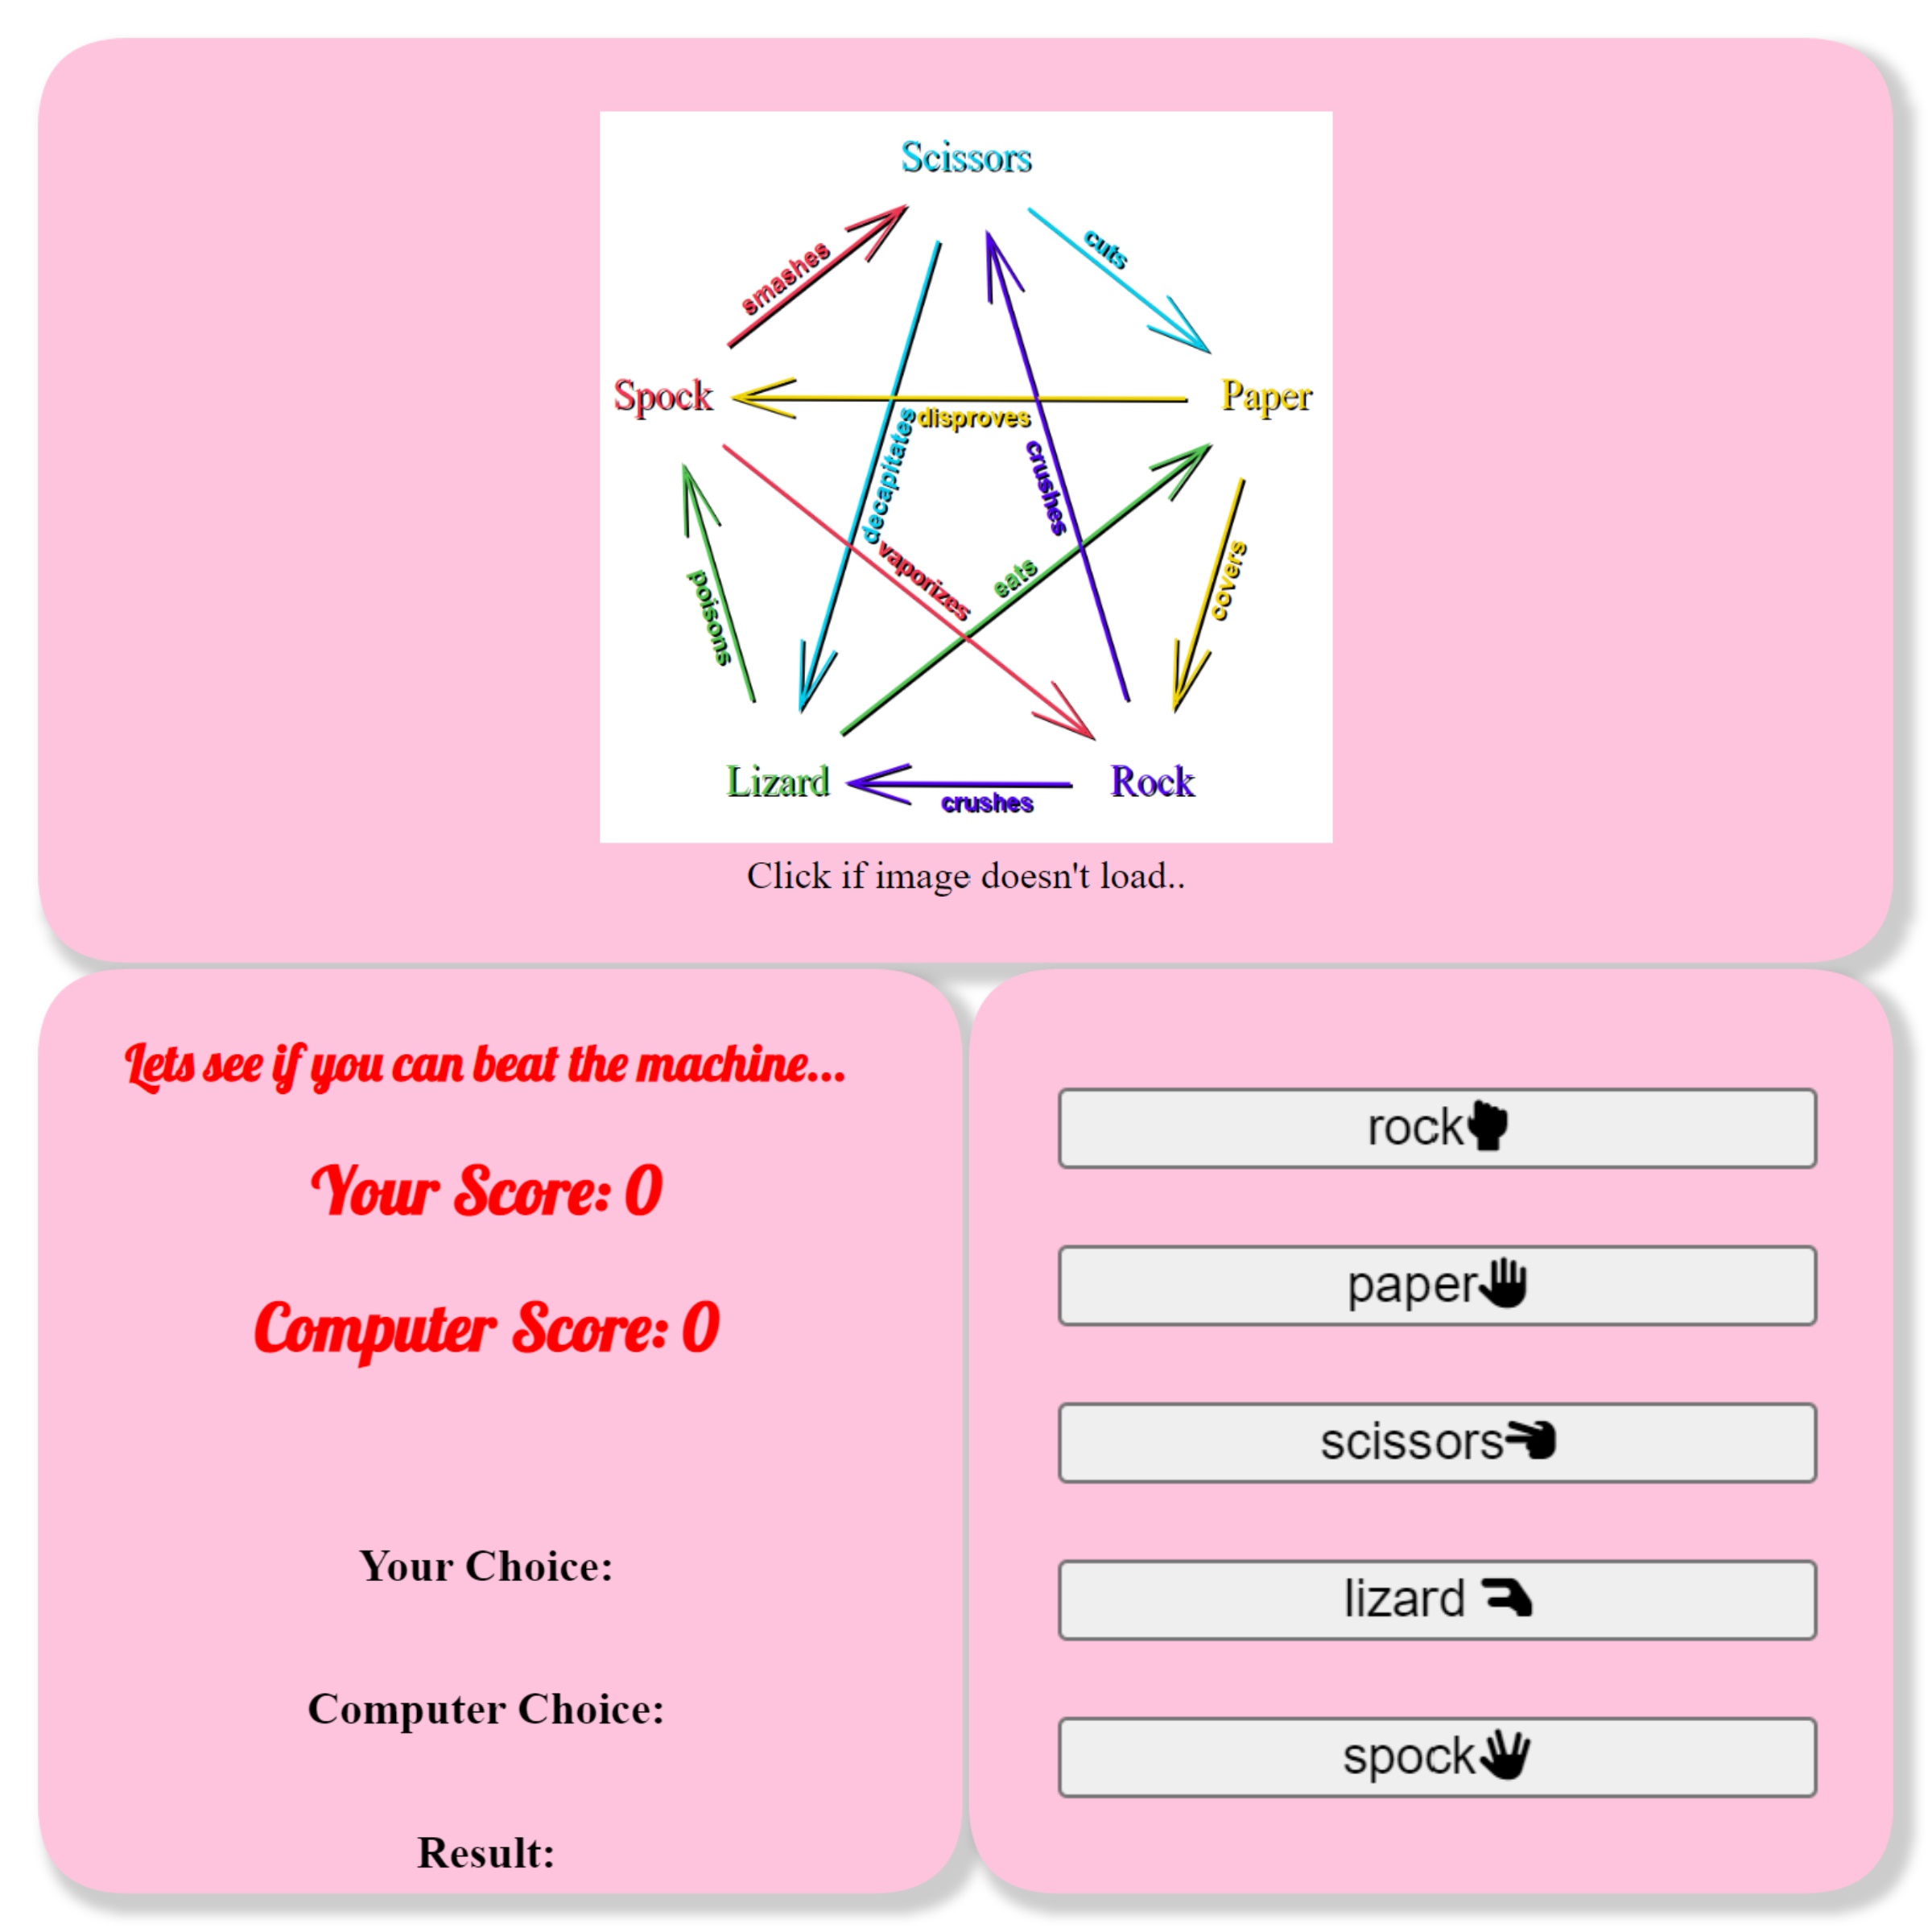 Scissors
smashes
cuts
Spock
Paper
disproves
decapitates
crushes
vaporizes
eats
covers
poisons
Lizard
Rock
crushes
Click if image doesn't load..
Lets see if you can beat the machine...
Your Score: 0
Computer Score: 0
Your Choice:
Computer Choice:
Result:
rock
paper
scissors
lizard
spock